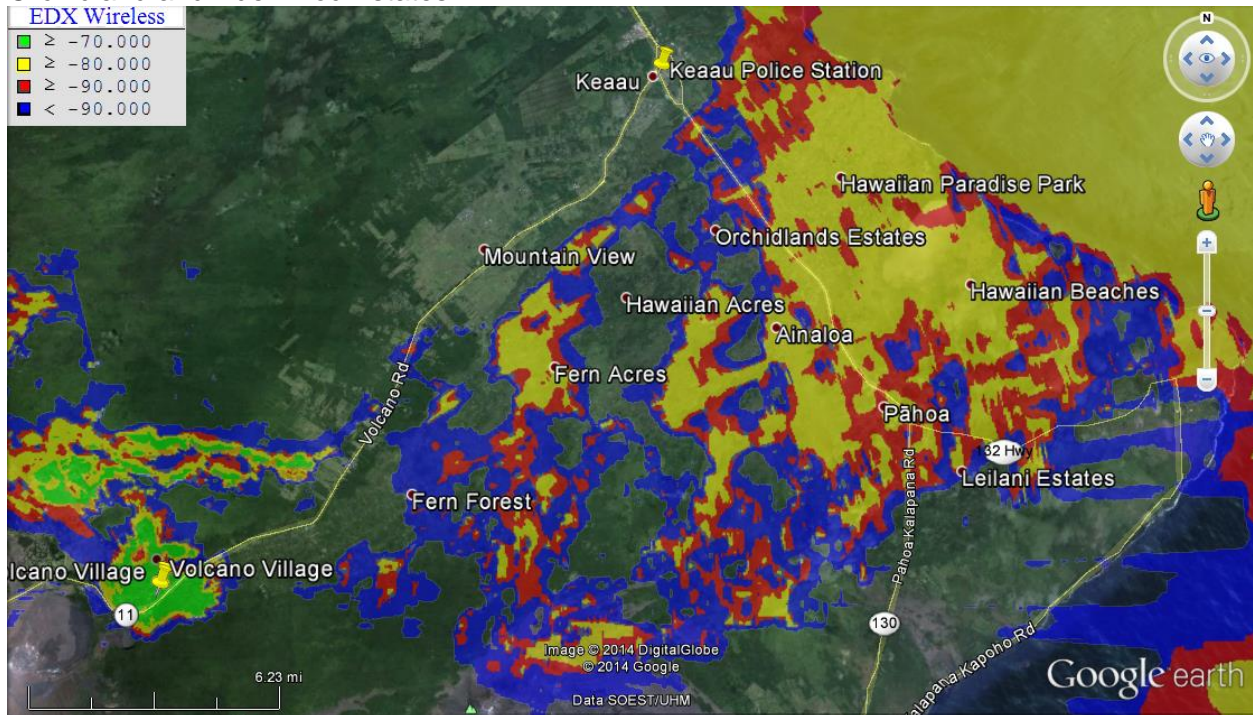 EDX Wireless
≥ -70.000
≥ -80.000
≥ -90.000
< -90.000
N
Keaau Police Station
Keaau
Hawaiian Paradise Park
Orchidlands Estates
Mountain View
Hawaiian Acres
Hawaiian Beaches
Ainaloa
Volcano Rd
Fern Acres
Pāhoa
132 Hwy
Leilani Estates
Fern Forest
Pahoa Kalapana Rd
olcano Village
Volcano Village
11
130
alapana Kapoho Rd
Image © 2014 DigitalGlobe
© 2014 Google
Data SOEST/UHM
6.23 mi
Google earth